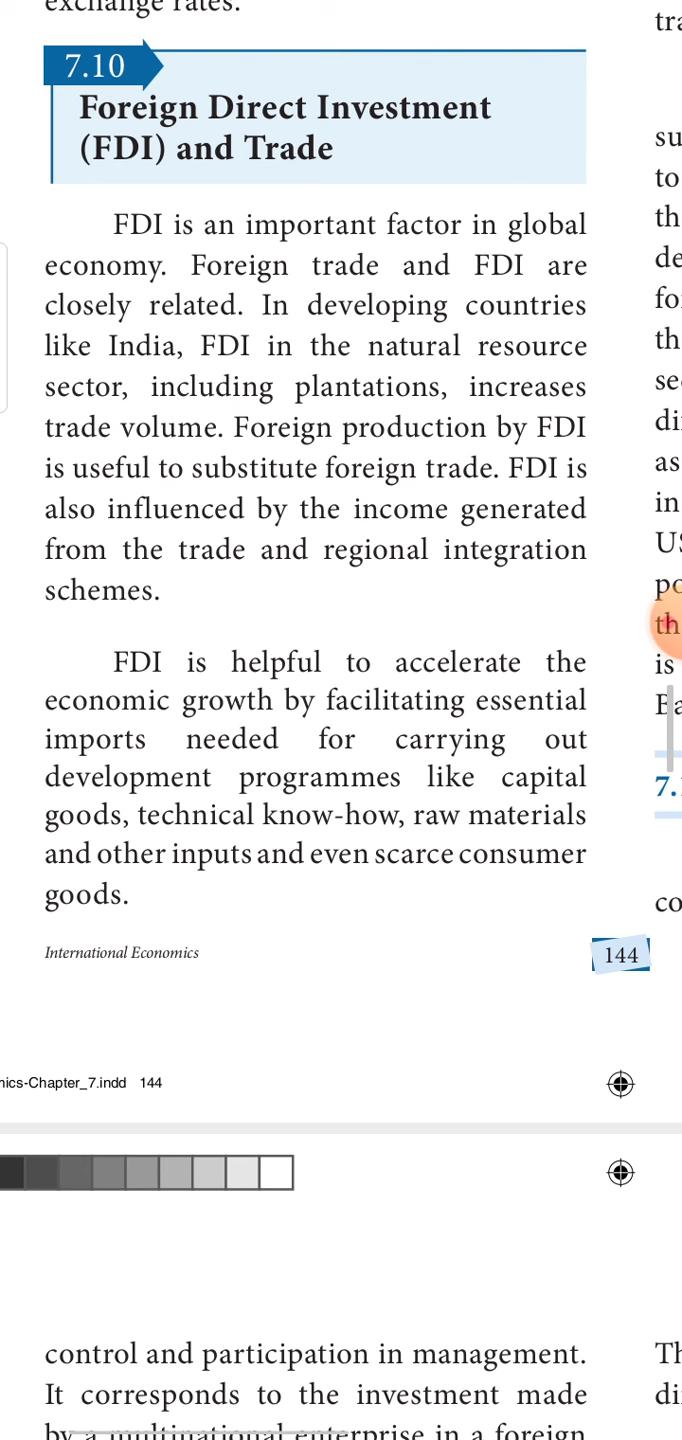 exchange rates.
7.10
Foreign Direct Investment
(FDI) and Trade
FDI is an important factor in global
economy. Foreign trade and FDI are
closely related. In developing countries
like India, FDI in the natural resource
sector, including plantations, increases
trade volume. Foreign production by FDI
is useful to substitute foreign trade. FDI is
also influenced by the income generated
from the trade and regional integration
schemes.
FDI is helpful to accelerate the
economic growth by facilitating essential
imports needed for carrying out
development programmes like capital
goods, technical know-how, raw materials
and other inputs and even scarce consumer
goods.
International Economics
144
mics-Chapter_7.indd 144
control and participation in management.
It corresponds to the investment made
by a multinational enterprise in a foreign